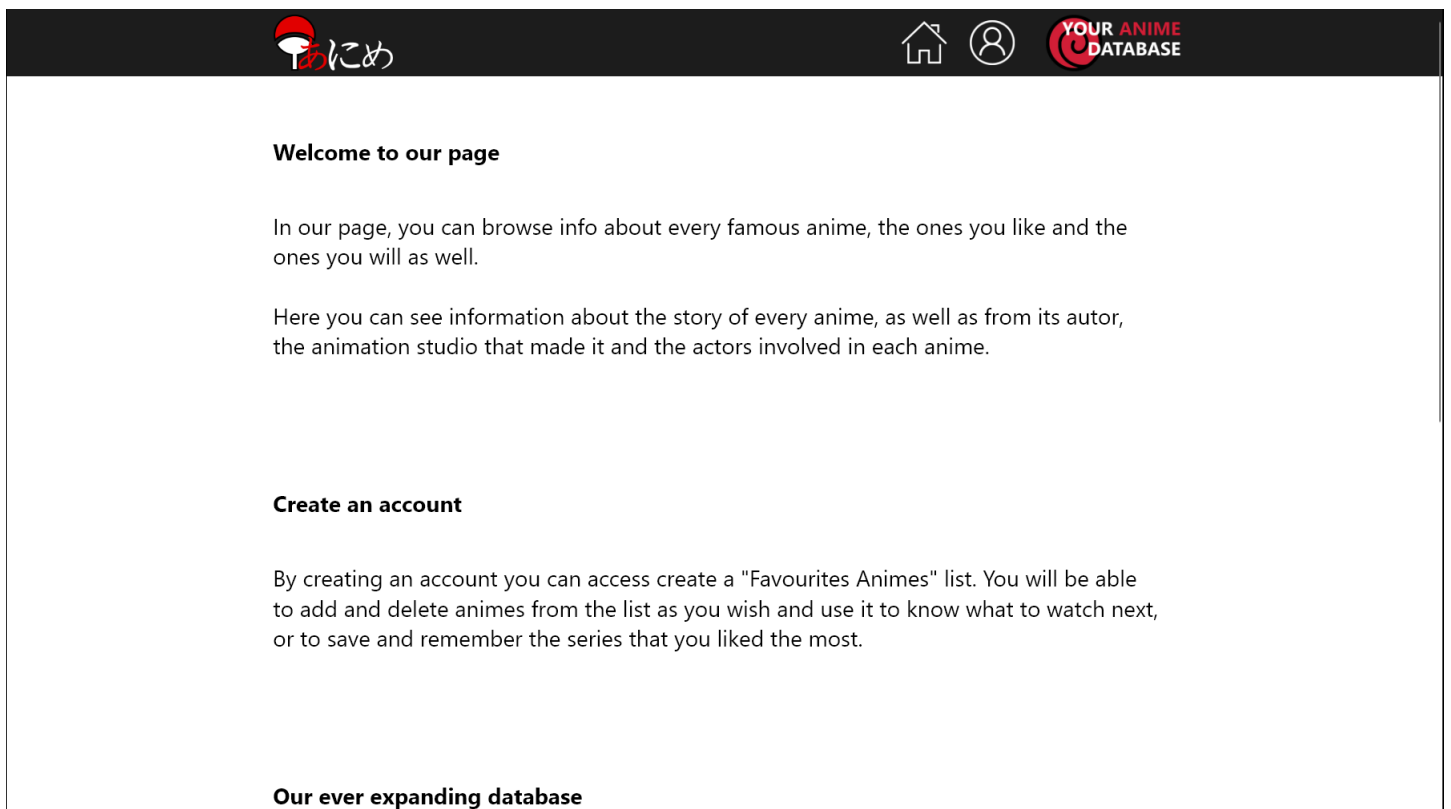 あにめ
YOUR ANIME
DATABASE
Welcome to our page
In our page, you can browse info about every famous anime, the ones you like and the
ones you will as well.
Here you can see information about the story of every anime, as well as from its autor,
the animation studio that made it and the actors involved in each anime.
Create an account
By creating an account you can access create a "Favourites Animes" list. You will be able
to add and delete animes from the list as you wish and use it to know what to watch next,
or to save and remember the series that you liked the most.
Our ever expanding database